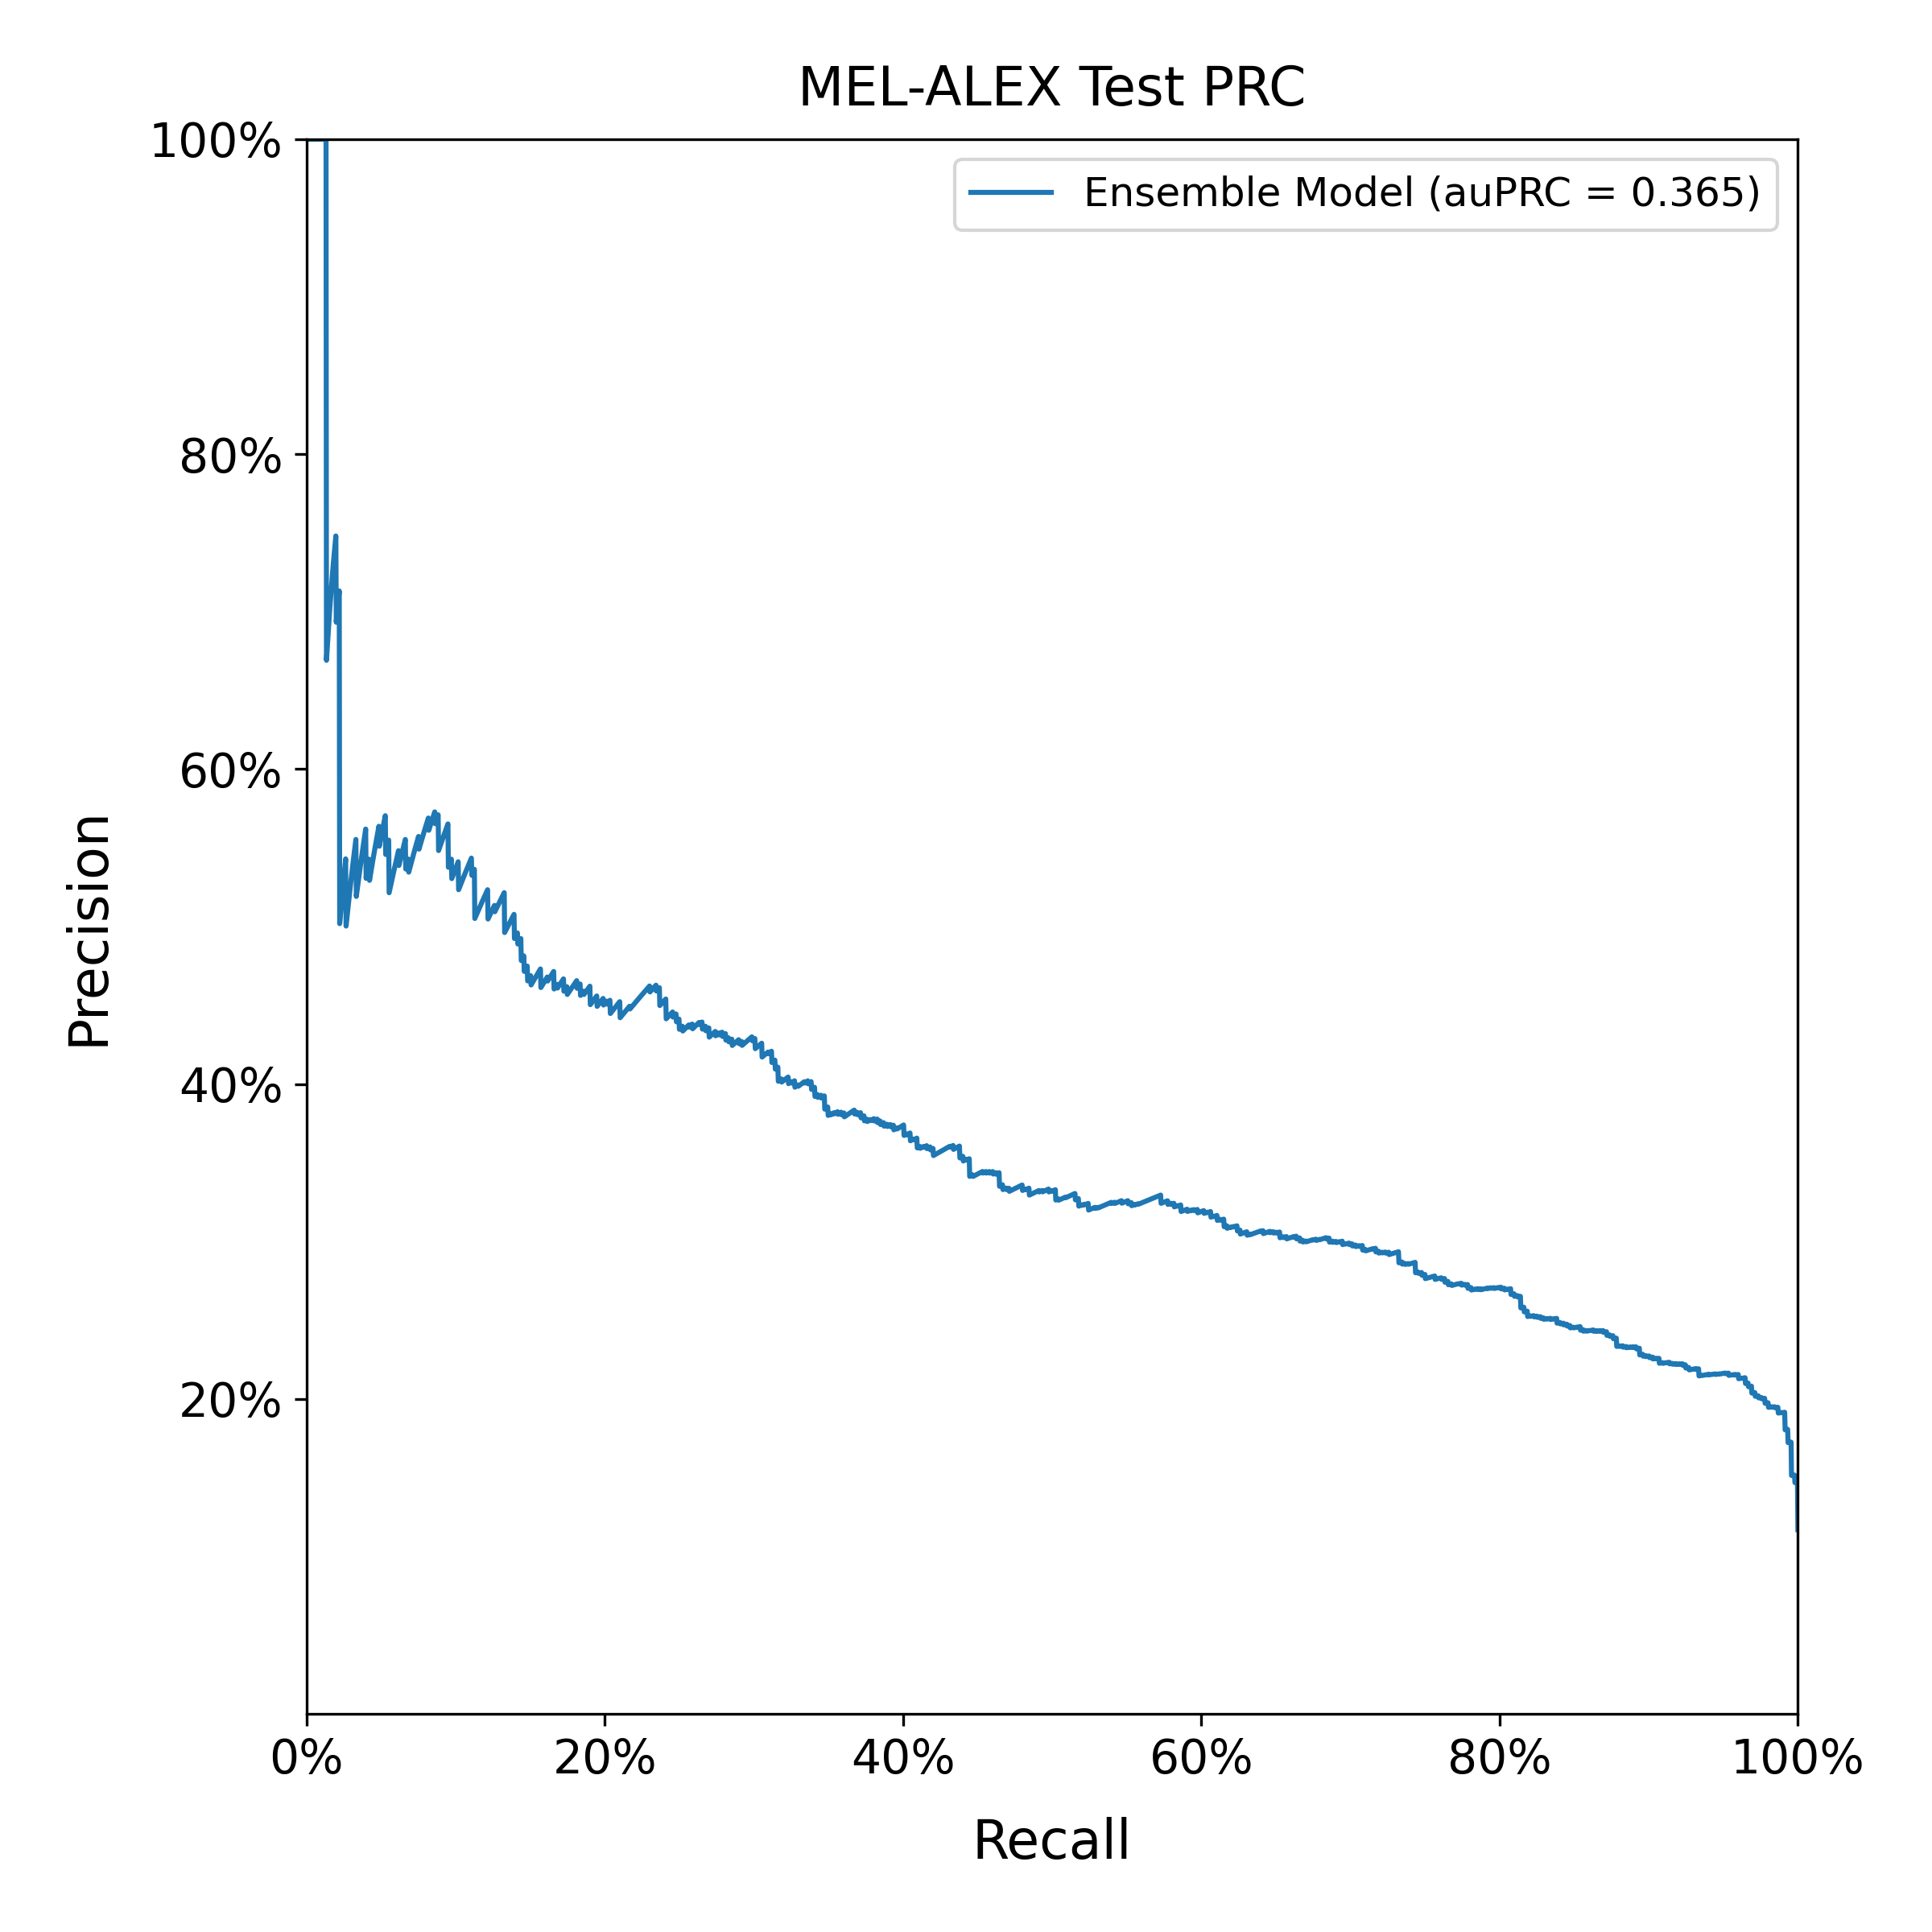 MEL-ALEX Test PRC
Ensemble Model (auPRC = 0.365)
Precision
100%
80%
60%
40%
20%
0% 20% 40% 60% 80% 100%
Recall